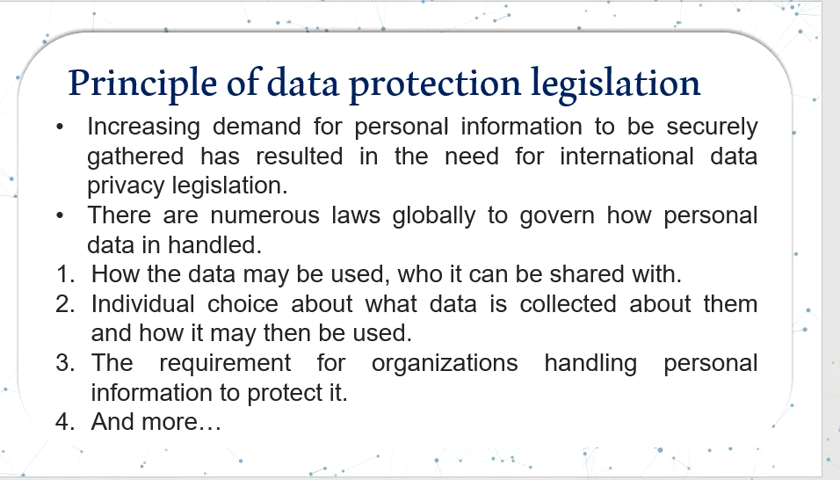 Principle of data protection legislation
• Increasing demand for personal information to be securely
gathered has resulted in the need for international data
privacy legislation.
• There are numerous laws globally to govern how personal
data in handled.
1. How the data may be used, who it can be shared with.
2. Individual choice about what data is collected about them
and how it may then be used.
3. The requirement for organizations handling personal
information to protect it.
4. And more…